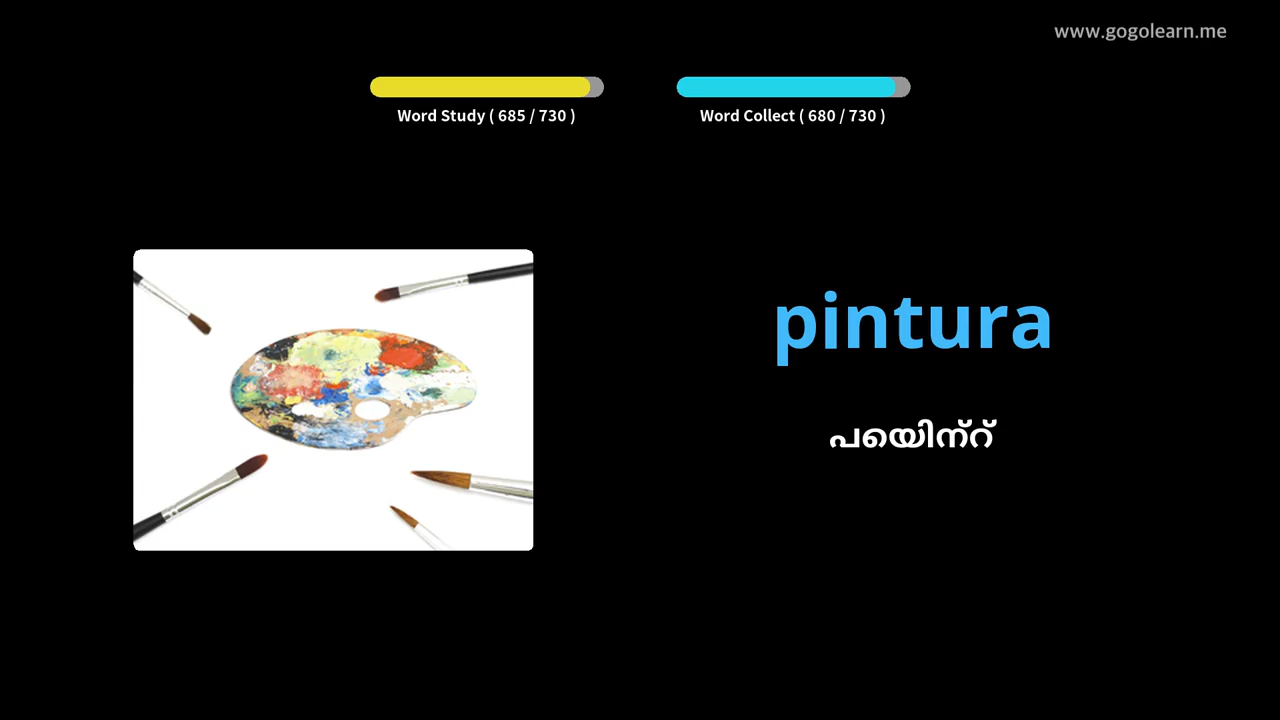 www.gogolearn.me
Word Study ( 685 / 730 )
Word Collect ( 680 / 730 )
pintura
പയിെന്റ്